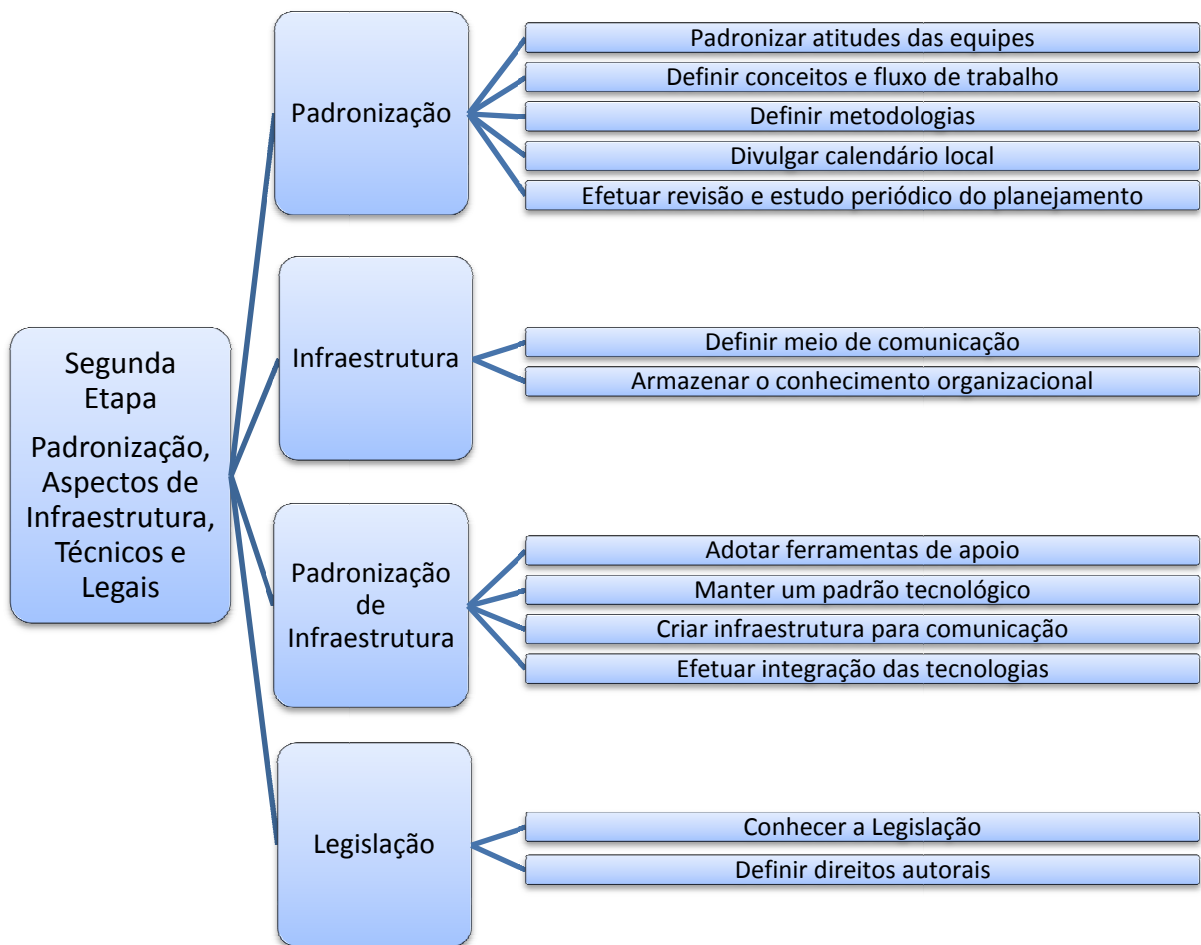 Segunda
Etapa
Padronização,
Aspectos de
Infraestrutura,
Técnicos e
Legais
Padronização
Padronizar atitudes das equipes
Definir conceitos e fluxo de trabalho
Definir metodologias
Divulgar calendário local
Efetuar revisão e estudo periódico do planejamento
Infraestrutura
Definir meio de comunicação
Armazenar o conhecimento organizacional
Padronização
de
Infraestrutura
Adotar ferramentas de apoio
Manter um padrão tecnológico
Criar infraestrutura para comunicação
Efetuar integração das tecnologias
Legislação
Conhecer a Legislação
Definir direitos autorais